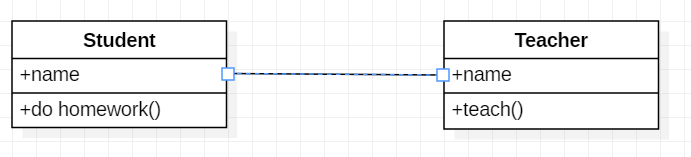 Student
+name
+do homework()
Teacher
+name
+teach()